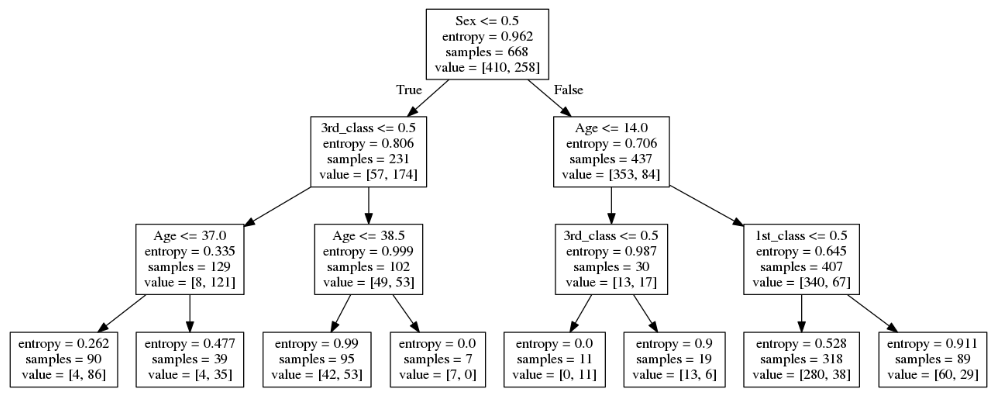 Sex <= 0.5
entropy = 0.962
samples = 668
value = [410, 258]
True
False
3rd_class <= 0.5
entropy = 0.806
samples = 231
value = [57, 174]
Age <= 14.0
entropy = 0.706
samples = 437
value = [353, 84]
Age <= 37.0
entropy = 0.335
samples = 129
value = [8, 121]
Age <= 38.5
entropy = 0.999
samples = 102
value = [49, 53]
3rd_class <= 0.5
entropy = 0.987
samples = 30
value = [13, 17]
1st_class <= 0.5
entropy = 0.645
samples = 407
value = [340, 67]
entropy = 0.262
samples = 90
value = [4, 86]
entropy = 0.477
samples = 39
value = [4, 35]
entropy = 0.99
samples = 95
value = [42, 53]
entropy = 0.0
samples = 7
value = [7, 0]
entropy = 0.0
samples = 11
value = [0, 11]
entropy = 0.9
samples = 19
value = [13, 6]
entropy = 0.528
samples = 318
value = [280, 38]
entropy = 0.911
samples = 89
value = [60, 29]